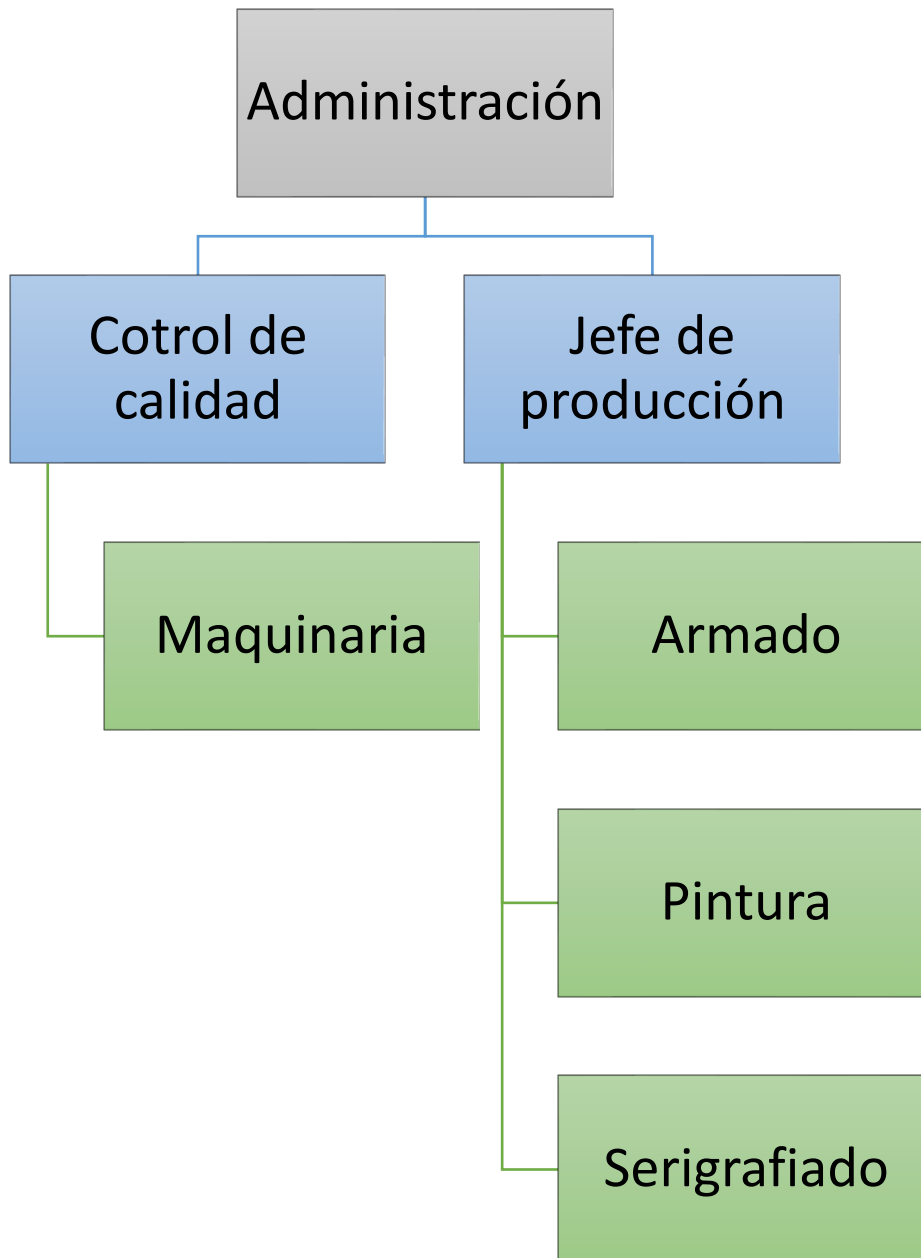 Administración
Cotrol de
calidad
Jefe de
producción
Maquinaria
Armado
Pintura
Serigrafiado